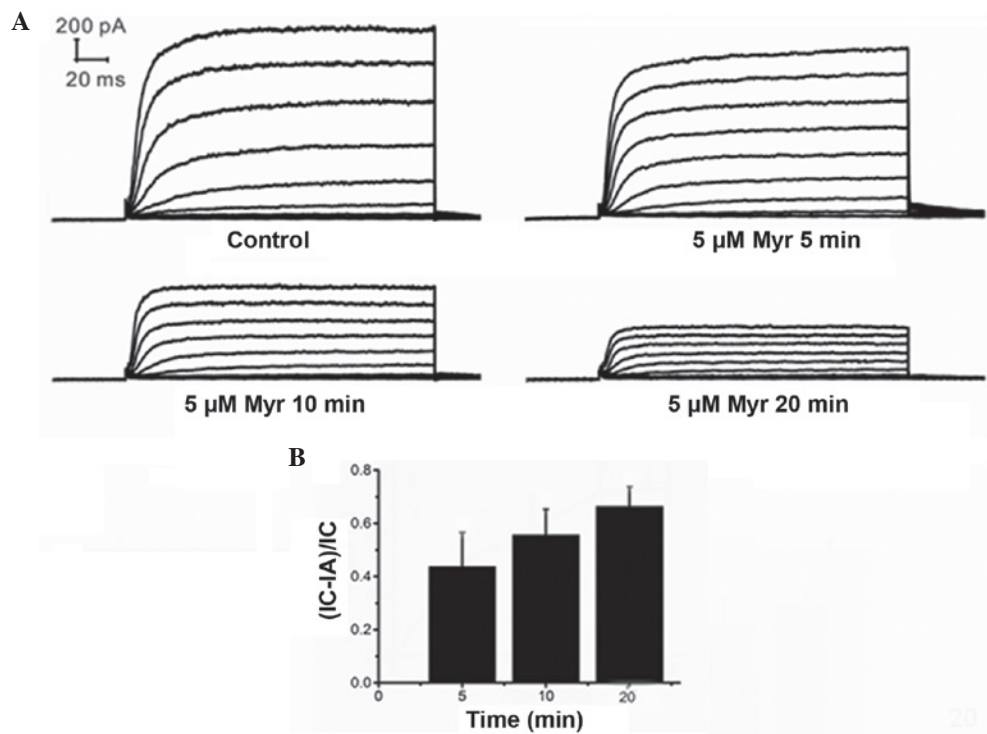 A
200 pA
20 ms
Control
5 µM Myr 5 min
5 µM Myr 10 min
5 µM Myr 20 min
B
(IC-IA)/IC
0.8
0.6
0.4
0.2
0.0
0 5 10 20
Time (min)
20